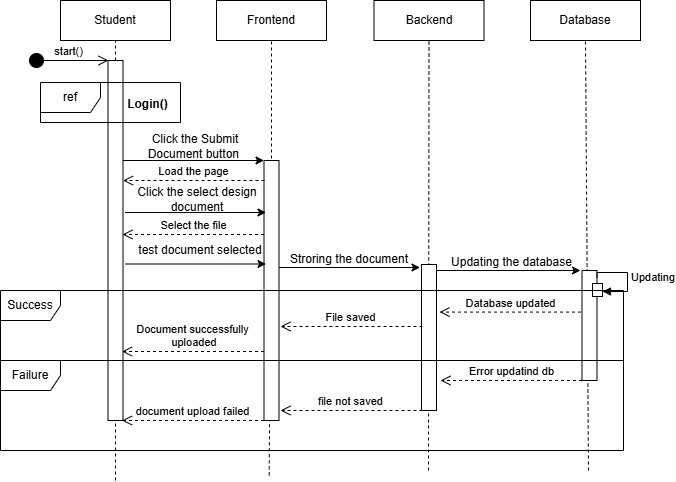 Student
Frontend
Backend
Database
start()
ref
Login()
Click the Submit
Document button
Load the page
Click the select design
document
Select the file
test document selected
Stroring the document
Updating the database
Updating
Success
Database updated
File saved
Document successfully
uploaded
Failure
Error updatind db
file not saved
document upload failed